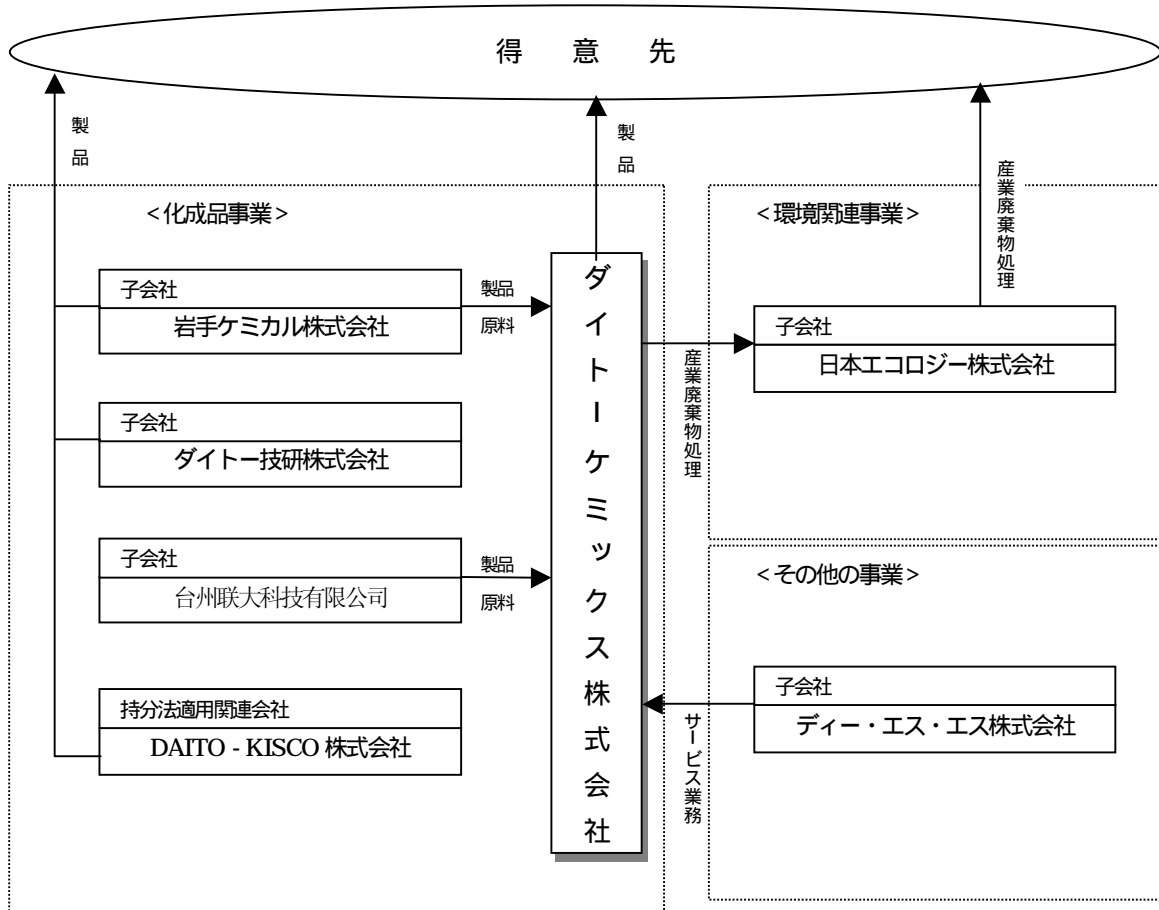 得意先
製品
製品
産業廃棄物処理
<化成品事業>
子会社
岩手ケミカル株式会社
製品
原料
子会社
ダイトー技研株式会社
子会社
台州联大科技有限公司
製品
原料
持分法適用関連会社
DAITO - KISCO 株式会社
ダイトーケミックス株式会社
<環境関連事業>
産業廃棄物処理
子会社
日本エコロジー株式会社
<その他の事業>
サービス業務
子会社
ディー・エス・エス株式会社